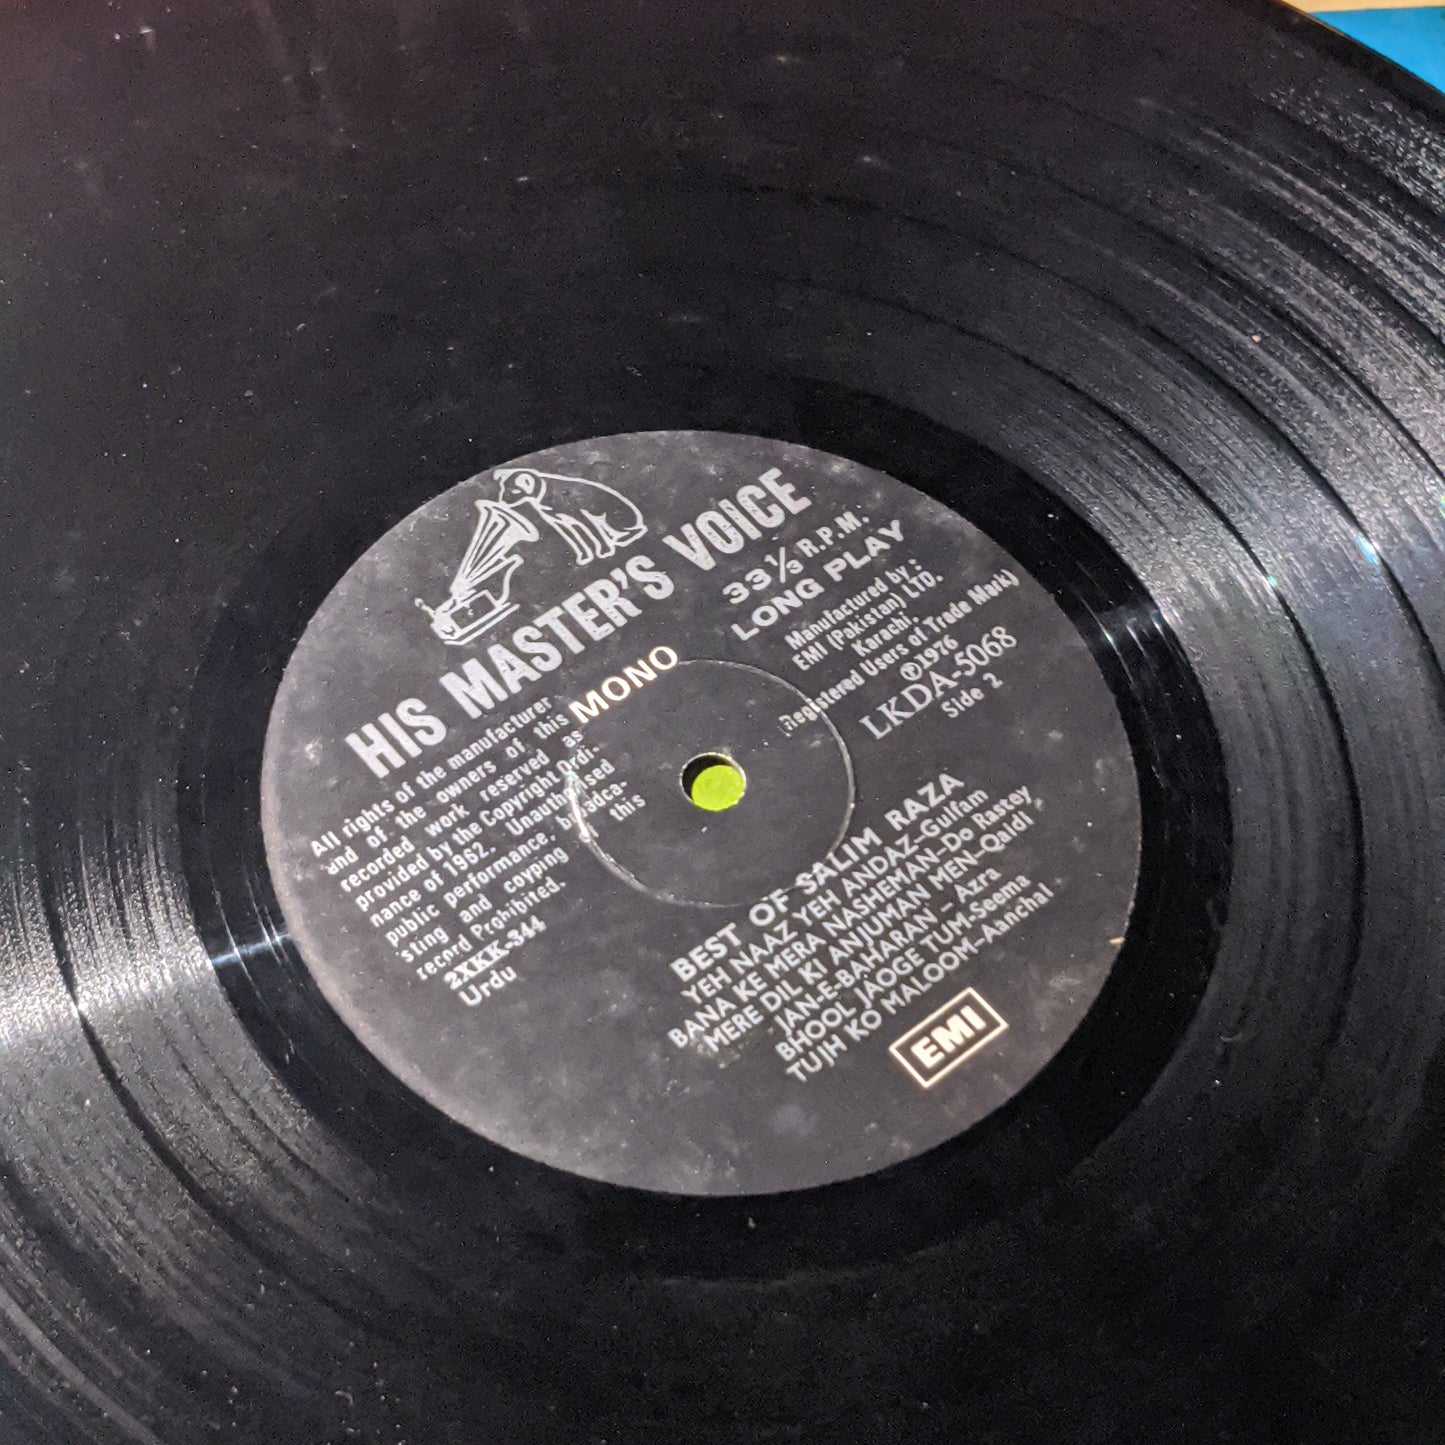 HIS MASTER'S VOICE
MONO
33⅓ R.P.M.
LONG PLAY
Manufactured by :
EMI (Pakistan) LTD.
Karachi.
Registered Users of Trade Mark)
℗1976
LKDA-5068
Side 2
All rights of the manufacturer
and of the owners of this
recorded work reserved as
provided by the Copyright Ordi-
nance of 1962. Unauthorised
public performance, broadca-
sting and coyping of this
record Prohibited.
2XKK-344
Urdu
BEST OF SALIM RAZA
YEH NAAZ YEH ANDAZ-Gulfam
BANA KE MERA NASHEMAN-Do Rastey
MERE DIL KI ANJUMAN MEN-Qaidi
JAN-E-BAHARAN - Azra
BHOOL JAOGE TUM-Seema
TUJH KO MALOOM-Aanchal
EMI